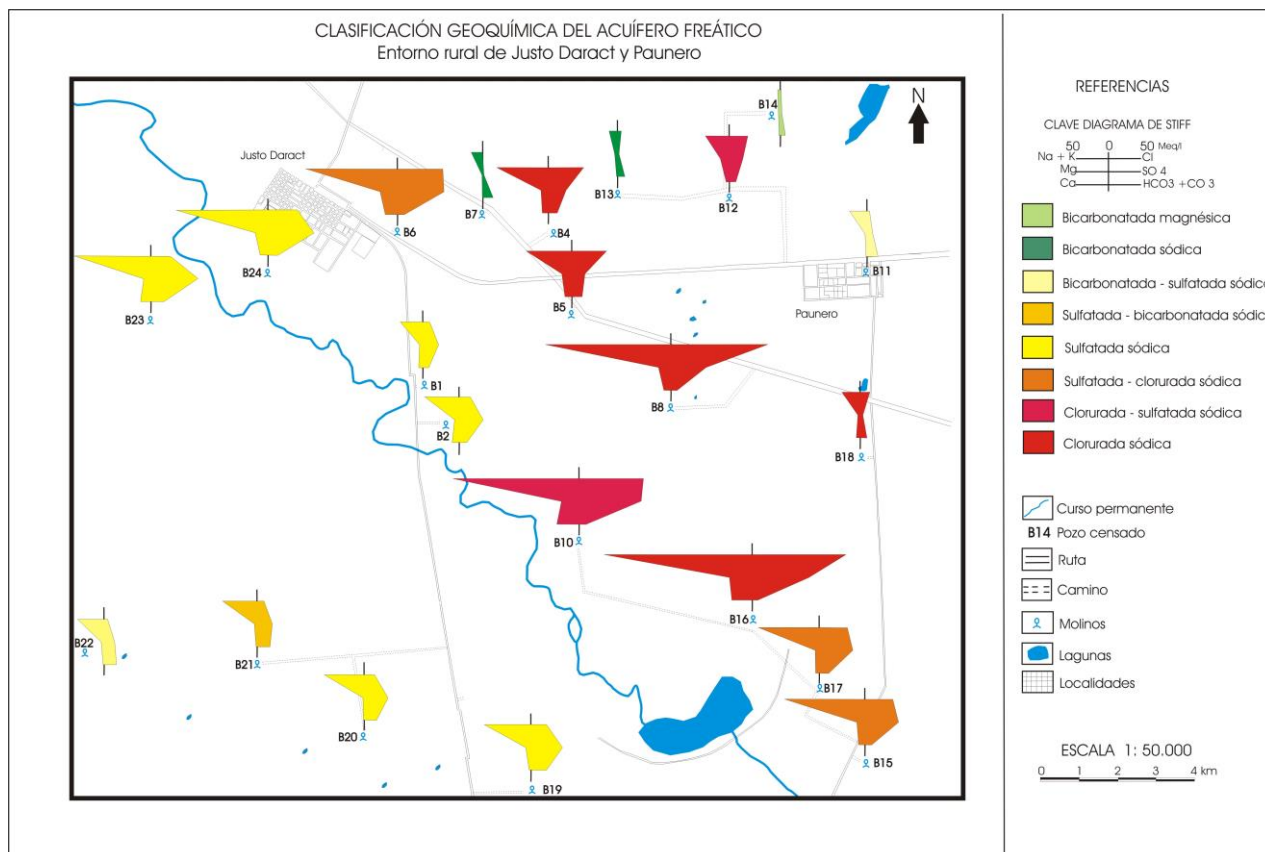 CLASIFICACIÓN GEOQUÍMICA DEL ACUÍFERO FREÁTICO
Entorno rural de Justo Daract y Paunero
N
B14
Justo Daract
B7
B13
B12
B6
B4
B24
B11
B23
B5
Paunero
B1
B8
B2
B18
B10
B16
B22
B21
B17
B20
B15
B19
REFERENCIAS
CLAVE DIAGRAMA DE STIFF
50 0 50 Meq/l
Na + K Cl
Mg SO 4
Ca HCO3 +CO 3
Bicarbonatada magnésica
Bicarbonatada sódica
Bicarbonatada - sulfatada sódica
Sulfatada - bicarbonatada sódic
Sulfatada sódica
Sulfatada - clorurada sódica
Clorurada - sulfatada sódica
Clorurada sódica
Curso permanente
B14 Pozo censado
Ruta
Camino
Molinos
Lagunas
Localidades
ESCALA 1: 50.000
0 1 2 3 4 km